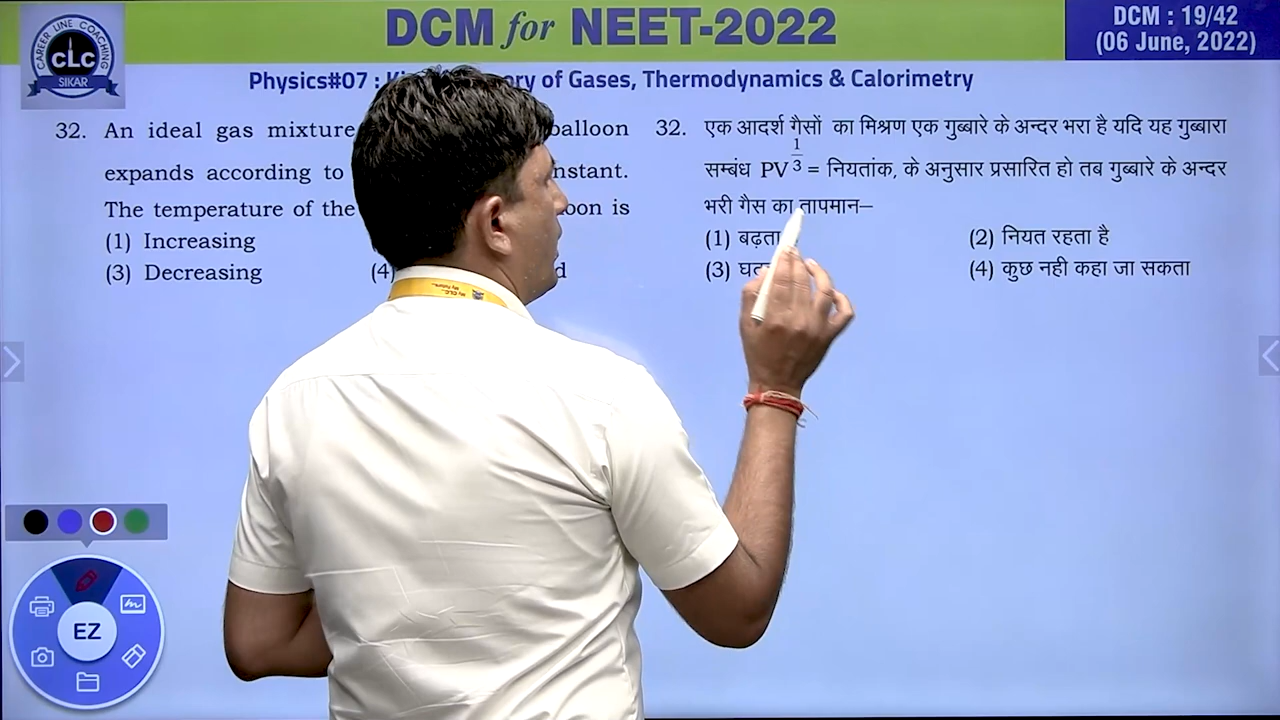 DCM for NEET-2022
DCM : 19/42
(06 June, 2022)
CAREER LINE COACHING
CLC
SIKAR
Physics#07 : of Gases, Thermodynamics & Calorimetry
32. An ideal gas mixture balloon
expands according to
The temperature of the is
(1) Increasing
(3) Decreasing (4)
32. एक आदर्श गैसों का मिश्रण एक गुब्बारे के अन्दर भरा है यदि यह गुब्बारा
सम्बंध PV^{1/3} = नियतांक, के अनुसार प्रसारित हो तब गुब्बारे के अन्दर
भरी गैस का तापमान–
(1) बढ़ता (2) नियत रहता है
(3) (4) कुछ नही कहा जा सकता
EZ